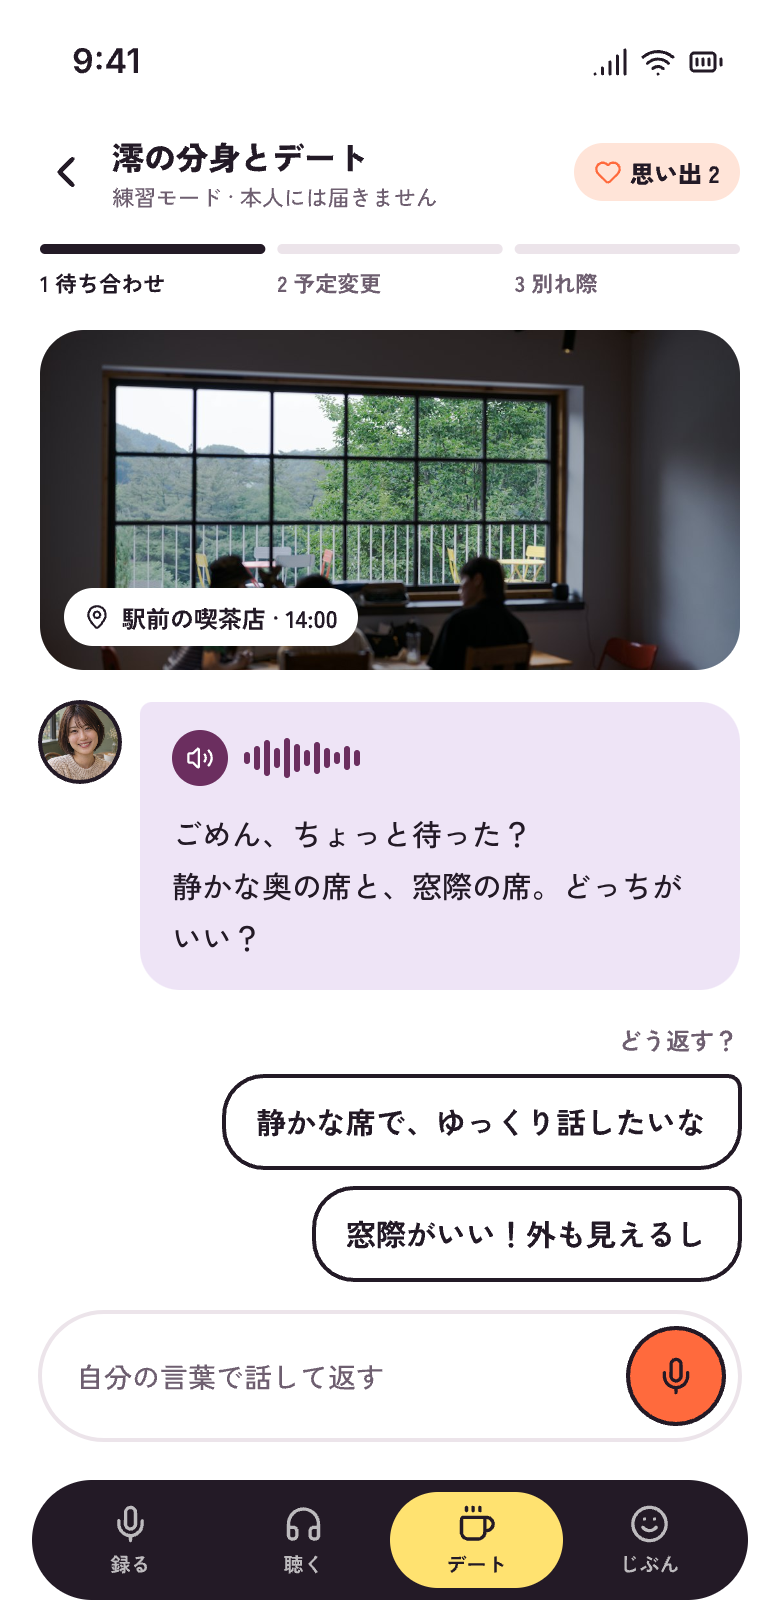 9:41
澪の分身とデート
練習モード · 本人には届きません
思い出 2
1 待ち合わせ
2 予定変更
3 別れ際
駅前の喫茶店 · 14:00
ごめん、ちょっと待った？
静かな奥の席と、窓際の席。どっちが
いい？
どう返す？
静かな席で、ゆっくり話したいな
窓際がいい！外も見えるし
自分の言葉で話して返す
録る
聴く
デート
じぶん